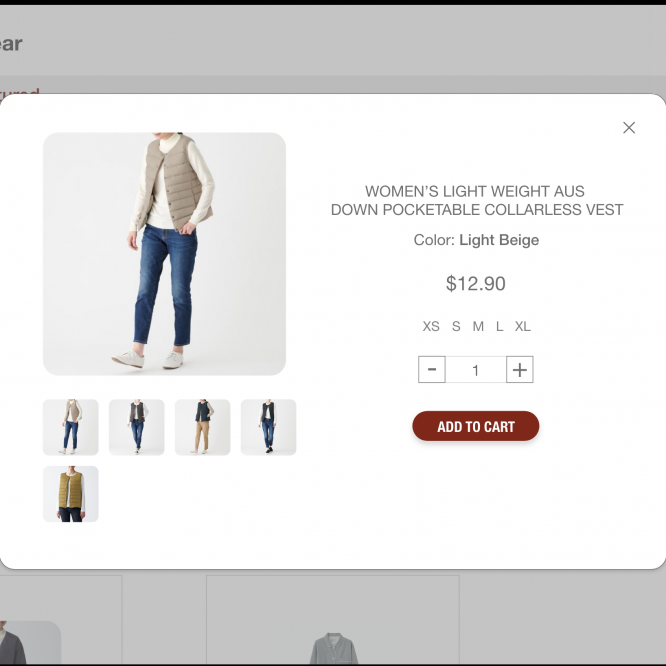 ear
WOMEN’S LIGHT WEIGHT AUS
DOWN POCKETABLE COLLARLESS VEST
Color: Light Beige
$12.90
XS S M L XL
- 1 +
ADD TO CART